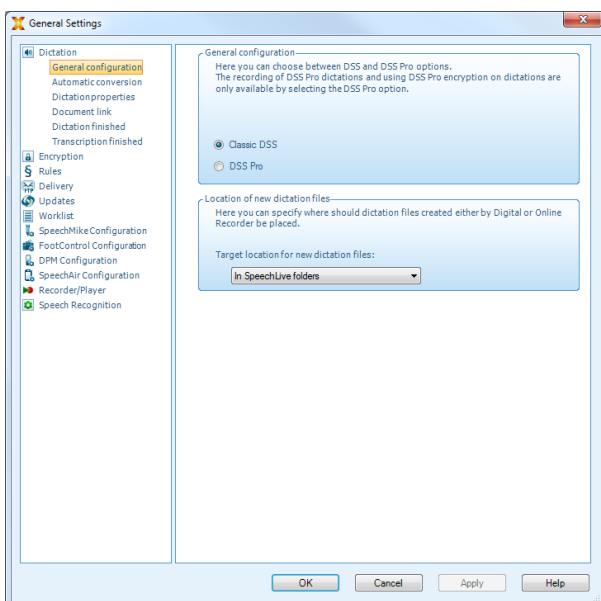 General Settings
Dictation
General configuration
Automatic conversion
Dictation properties
Document link
Dictation finished
Transcription finished
Encryption
Rules
Delivery
Updates
Worklist
SpeechMike Configuration
FootControl Configuration
DPM Configuration
SpeechAir Configuration
Recorder/Player
Speech Recognition
General configuration
Here you can choose between DSS and DSS Pro options.
The recording of DSS Pro dictations and using DSS Pro encryption on dictations are
only available by selecting the DSS Pro option.
Classic DSS
DSS Pro
Location of new dictation files
Here you can specify where should dictation files created either by Digital or Online
Recorder be placed.
Target location for new dictation files:
In SpeechLive folders
OK
Cancel
Apply
Help